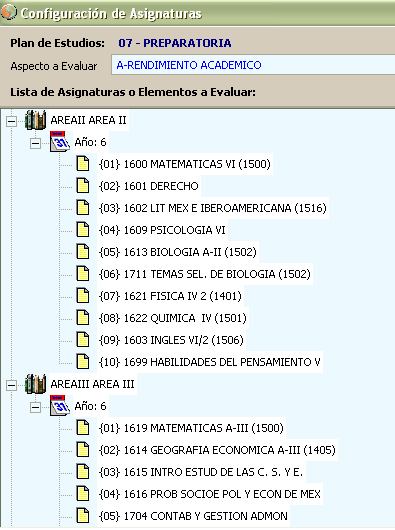 Configuración de Asignaturas
Plan de Estudios: 07 - PREPARATORIA
Aspecto a Evaluar A-RENDIMIENTO ACADEMICO
Lista de Asignaturas o Elementos a Evaluar:
AREAII AREA II
31 Año: 6
{01} 1600 MATEMATICAS VI (1500)
{02} 1601 DERECHO
{03} 1602 LIT MEX E IBEROAMERICANA (1516)
{04} 1609 PSICOLOGIA VI
{05} 1613 BIOLOGIA A-II (1502)
{06} 1711 TEMAS SEL. DE BIOLOGIA (1502)
{07} 1621 FISICA IV 2 (1401)
{08} 1622 QUIMICA IV (1501)
{09} 1603 INGLES VI/2 (1506)
{10} 1699 HABILIDADES DEL PENSAMIENTO V
AREAIII AREA III
31 Año: 6
{01} 1619 MATEMATICAS A-III (1500)
{02} 1614 GEOGRAFIA ECONOMICA A-III (1405)
{03} 1615 INTRO ESTUD DE LAS C. S. Y E.
{04} 1616 PROB SOCIOE POL Y ECON DE MEX
{05} 1704 CONTAB Y GESTION ADMON